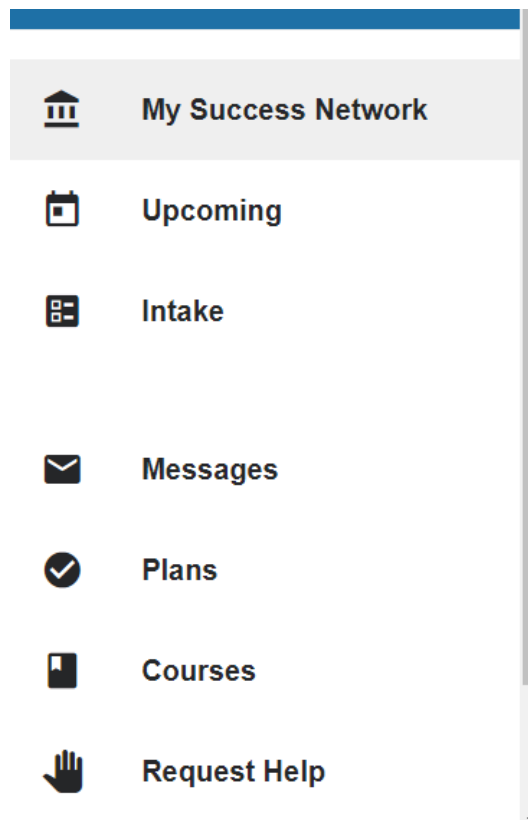 My Success Network
Upcoming
Intake
Messages
Plans
Courses
Request Help